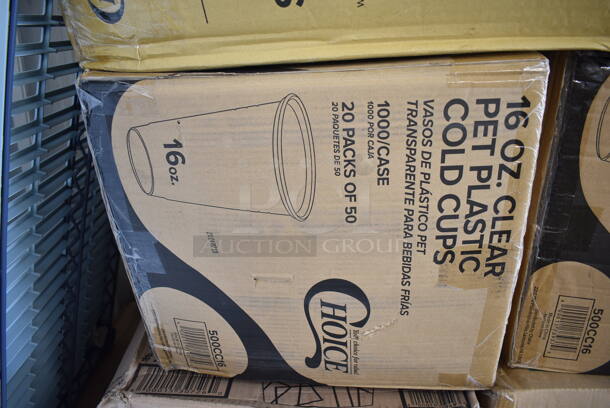 16 OZ. CLEAR
PET PLASTIC
COLD CUPS
VASOS DE PLÁSTICO PET
TRANSPARENTE PARA BEBIDAS FRÍAS
1000/CASE
1000 POR CAJA
20 PACKS OF 50
20 PAQUETES DE 50
16 OZ.
CHOICE
500CC16
500CC16
AUCTION GROUP